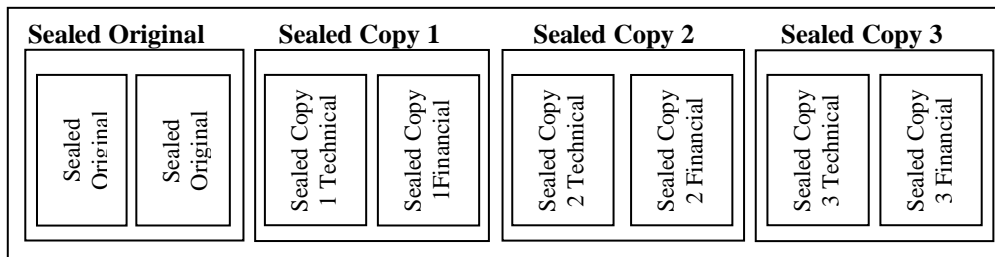 Sealed Original
Sealed Copy 1
Sealed Copy 2
Sealed Copy 3
Sealed
Original
Sealed
Original
Sealed Copy
1 Technical
Sealed Copy
1Financial
Sealed Copy
2 Technical
Sealed Copy
2 Financial
Sealed Copy
3 Technical
Sealed Copy
3 Financial